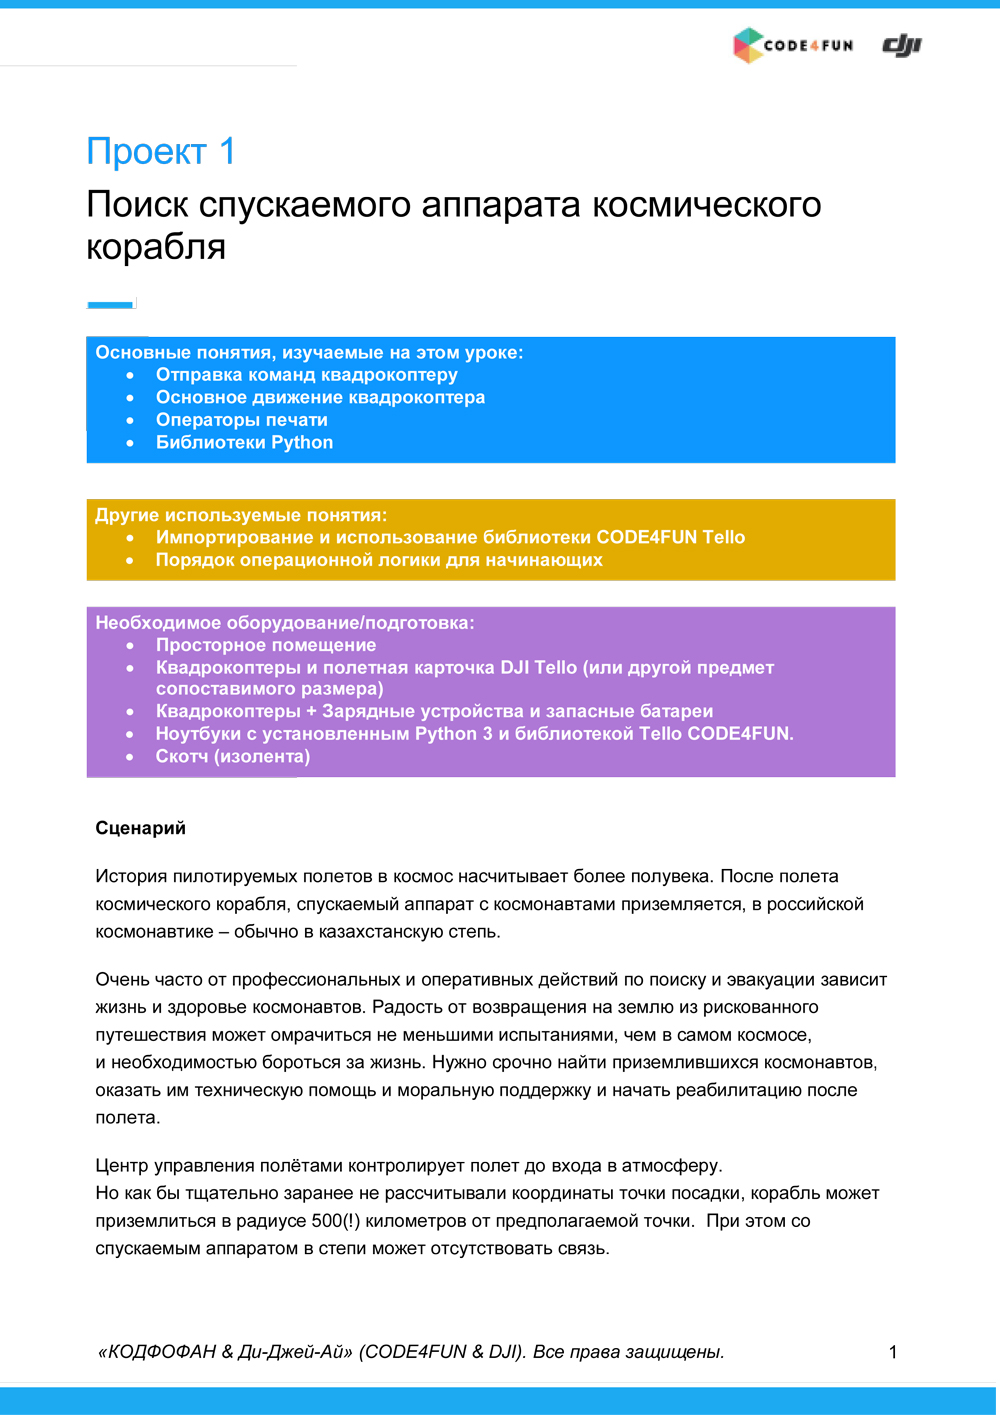 CODE4FUN dji
Проект 1
Поиск спускаемого аппарата космического
корабля
Основные понятия, изучаемые на этом уроке:
• Отправка команд квадрокоптеру
• Основное движение квадрокоптера
• Операторы печати
• Библиотеки Python
Другие используемые понятия:
• Импортирование и использование библиотеки CODE4FUN Tello
• Порядок операционной логики для начинающих
Необходимое оборудование/подготовка:
• Просторное помещение
• Квадрокоптеры и полетная карточка DJI Tello (или другой предмет
сопоставимого размера)
• Квадрокоптеры + Зарядные устройства и запасные батареи
• Ноутбуки с установленным Python 3 и библиотекой Tello CODE4FUN.
• Скотч (изолента)
Сценарий
История пилотируемых полетов в космос насчитывает более полувека. После полета
космического корабля, спускаемый аппарат с космонавтами приземляется, в российской
космонавтике – обычно в казахстанскую степь.
Очень часто от профессиональных и оперативных действий по поиску и эвакуации зависит
жизнь и здоровье космонавтов. Радость от возвращения на землю из рискованного
путешествия может омрачиться не меньшими испытаниями, чем в самом космосе,
и необходимостью бороться за жизнь. Нужно срочно найти приземлившихся космонавтов,
оказать им техническую помощь и моральную поддержку и начать реабилитацию после
полета.
Центр управления полётами контролирует полет до входа в атмосферу.
Но как бы тщательно заранее не рассчитывали координаты точки посадки, корабль может
приземлиться в радиусе 500(!) километров от предполагаемой точки.  При этом со
спускаемым аппаратом в степи может отсутствовать связь.
«КОДФОФАН & Ди-Джей-Ай» (CODE4FUN & DJI). Все права защищены. 1